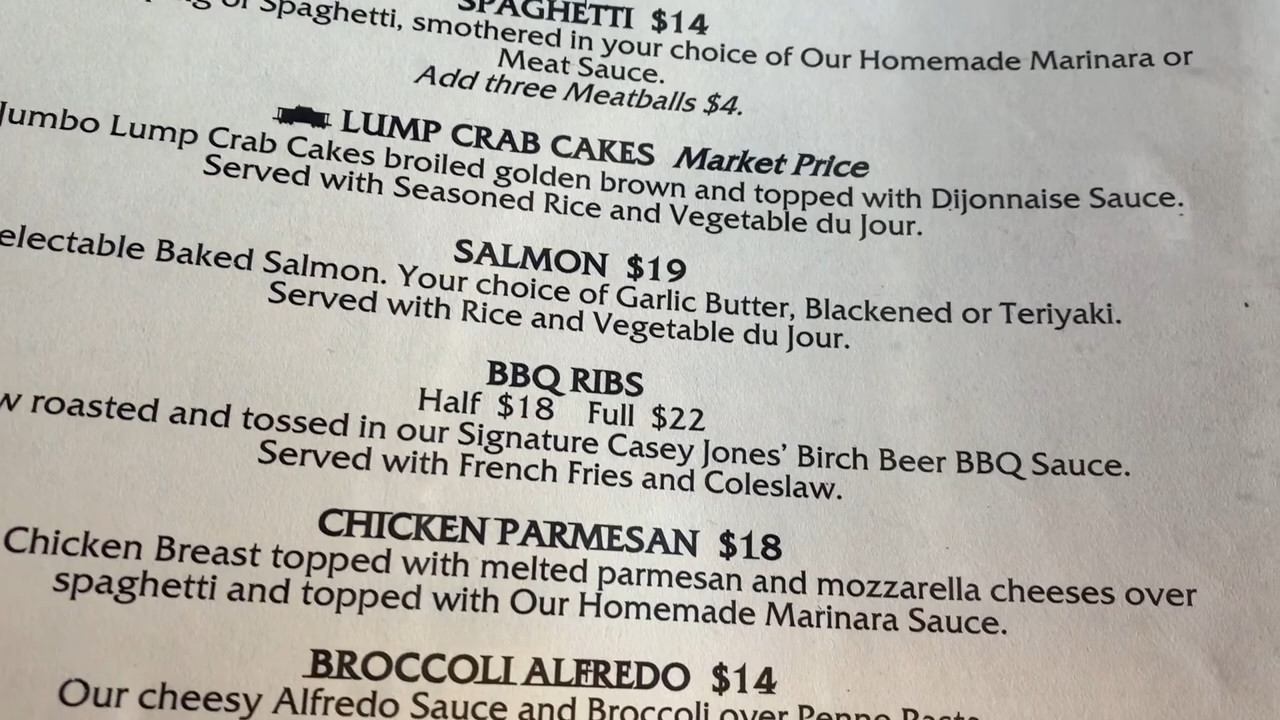 SPAGHETTI $14
of Spaghetti, smothered in your choice of Our Homemade Marinara or
Meat Sauce.
Add three Meatballs $4.
LUMP CRAB CAKES Market Price
Jumbo Lump Crab Cakes broiled golden brown and topped with Dijonnaise Sauce.
Served with Seasoned Rice and Vegetable du Jour.
SALMON $19
electable Baked Salmon. Your choice of Garlic Butter, Blackened or Teriyaki.
Served with Rice and Vegetable du Jour.
BBQ RIBS
Half $18 Full $22
w roasted and tossed in our Signature Casey Jones' Birch Beer BBQ Sauce.
Served with French Fries and Coleslaw.
CHICKEN PARMESAN $18
Chicken Breast topped with melted parmesan and mozzarella cheeses over
spaghetti and topped with Our Homemade Marinara Sauce.
BROCCOLI ALFREDO $14
Our cheesy Alfredo Sauce and Broccoli over Penne Pasta